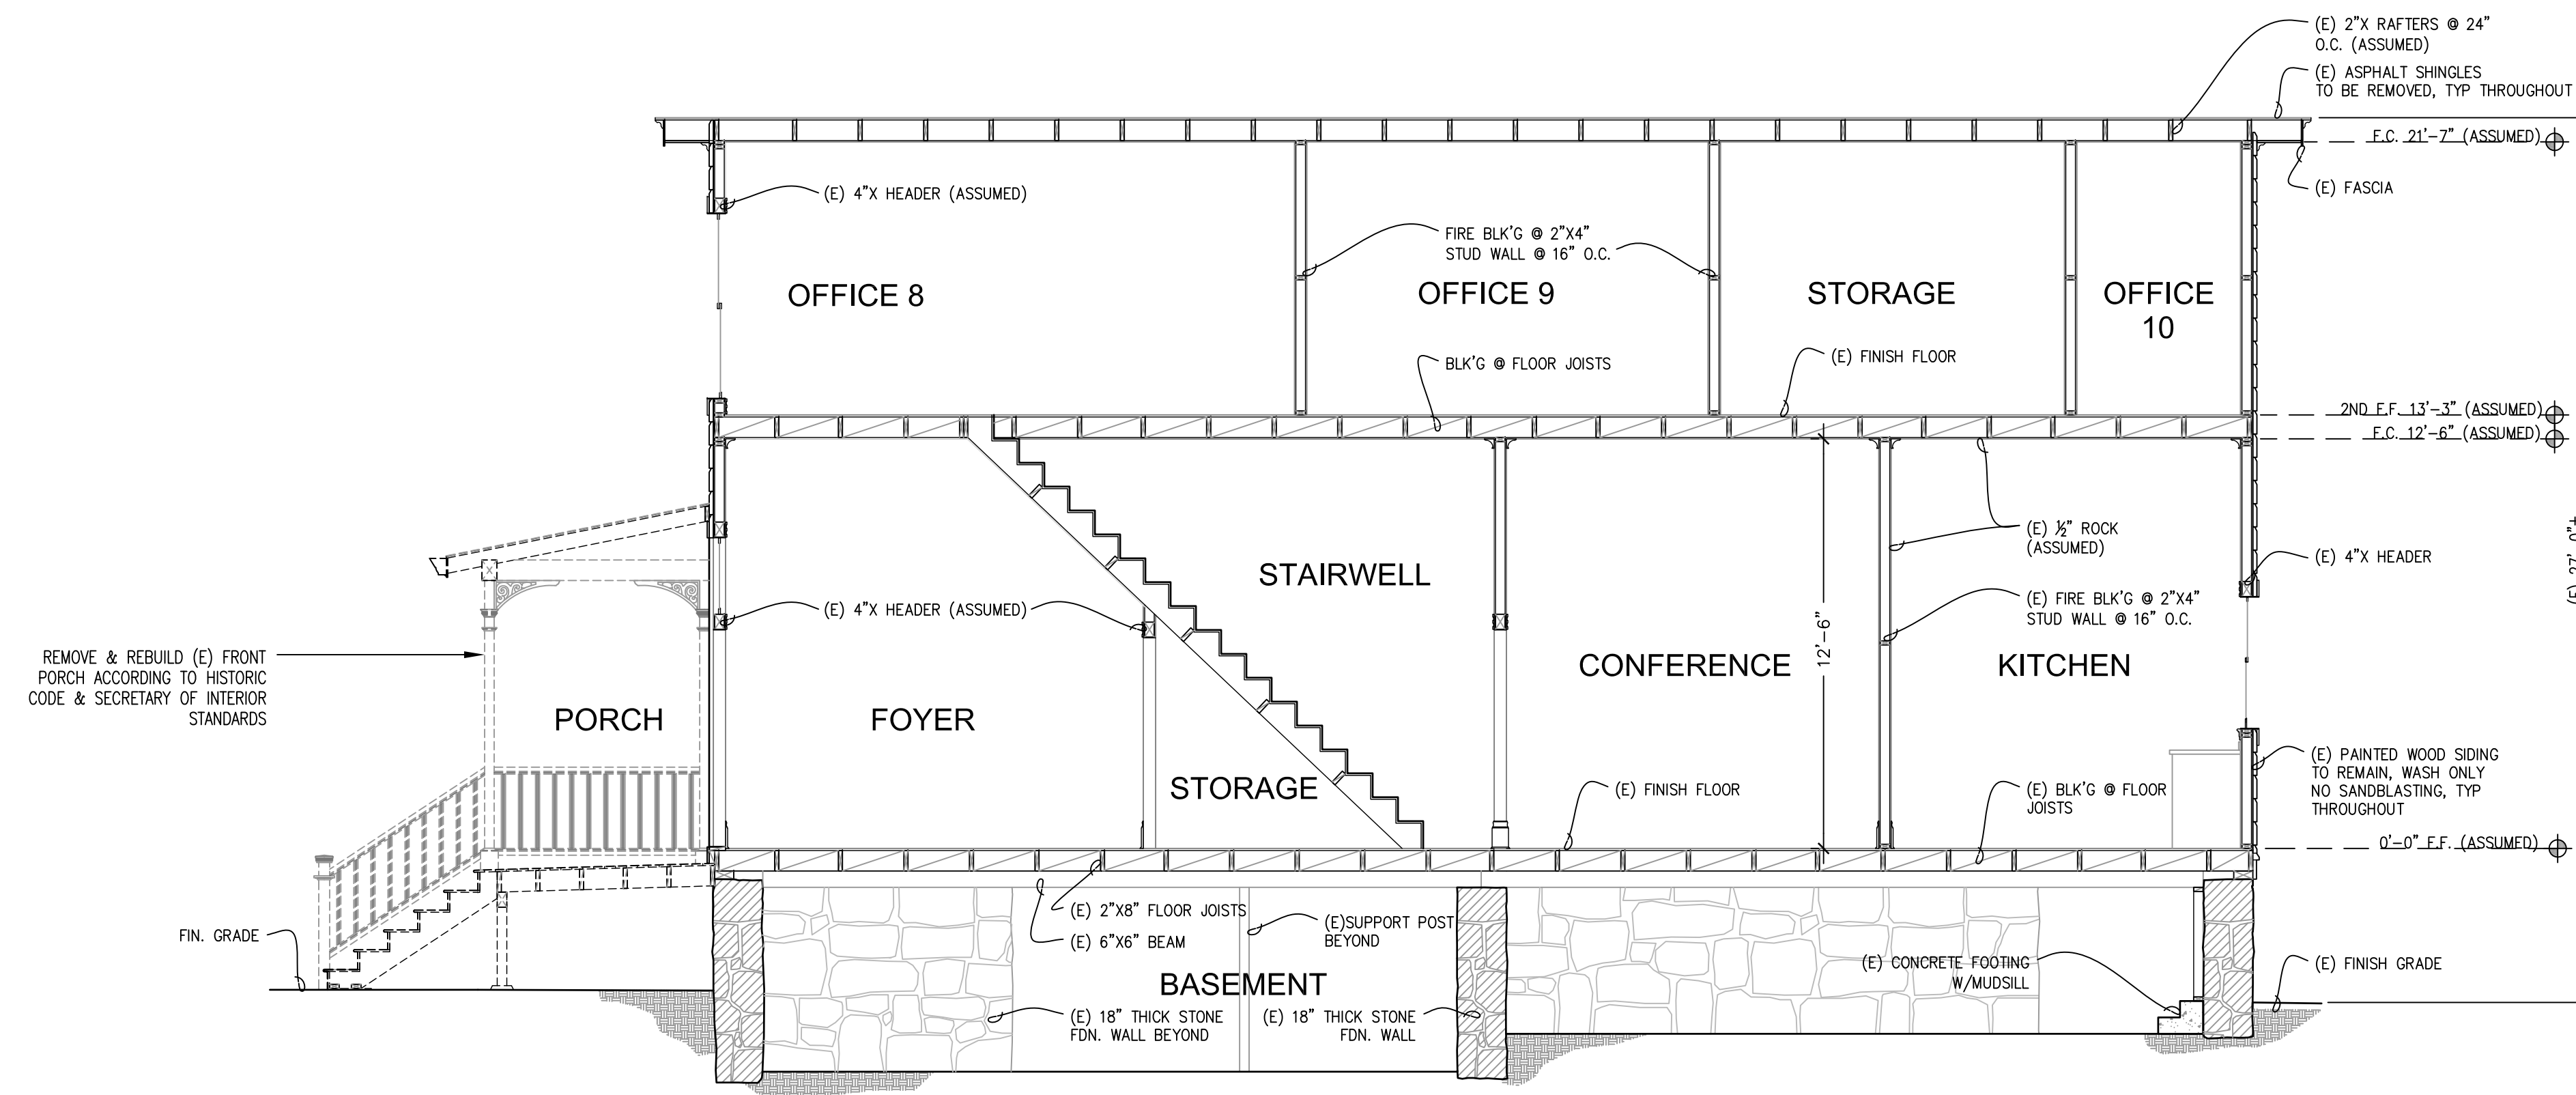 (E) 2"X RAFTERS @ 24"
O.C. (ASSUMED)
(E) ASPHALT SHINGLES
TO BE REMOVED, TYP THROUGHOUT
F.C. 21'-7" (ASSUMED)
(E) FASCIA
(E) 4"X HEADER (ASSUMED)
FIRE BLK'G @ 2"X4"
STUD WALL @ 16" O.C.
OFFICE 8
OFFICE 9
STORAGE
OFFICE
10
BLK'G @ FLOOR JOISTS
(E) FINISH FLOOR
2ND F.F. 13'-3" (ASSUMED)
F.C. 12'-6" (ASSUMED)
(E) ½" ROCK
(ASSUMED)
(E) 4"X HEADER
(E) 27'-0"±
STAIRWELL
(E) 4"X HEADER (ASSUMED)
(E) FIRE BLK'G @ 2"X4"
STUD WALL @ 16" O.C.
12'-6"
REMOVE & REBUILD (E) FRONT
PORCH ACCORDING TO HISTORIC
CODE & SECRETARY OF INTERIOR
STANDARDS
PORCH
FOYER
CONFERENCE
KITCHEN
STORAGE
(E) FINISH FLOOR
(E) BLK'G @ FLOOR
JOISTS
(E) PAINTED WOOD SIDING
TO REMAIN, WASH ONLY
NO SANDBLASTING, TYP
THROUGHOUT
0'-0" F.F. (ASSUMED)
FIN. GRADE
(E) 2"X8" FLOOR JOISTS
(E) 6"X6" BEAM
(E)SUPPORT POST
BEYOND
BASEMENT
(E) CONCRETE FOOTING
W/MUDSILL
(E) FINISH GRADE
(E) 18" THICK STONE
FDN. WALL BEYOND
(E) 18" THICK STONE
FDN. WALL